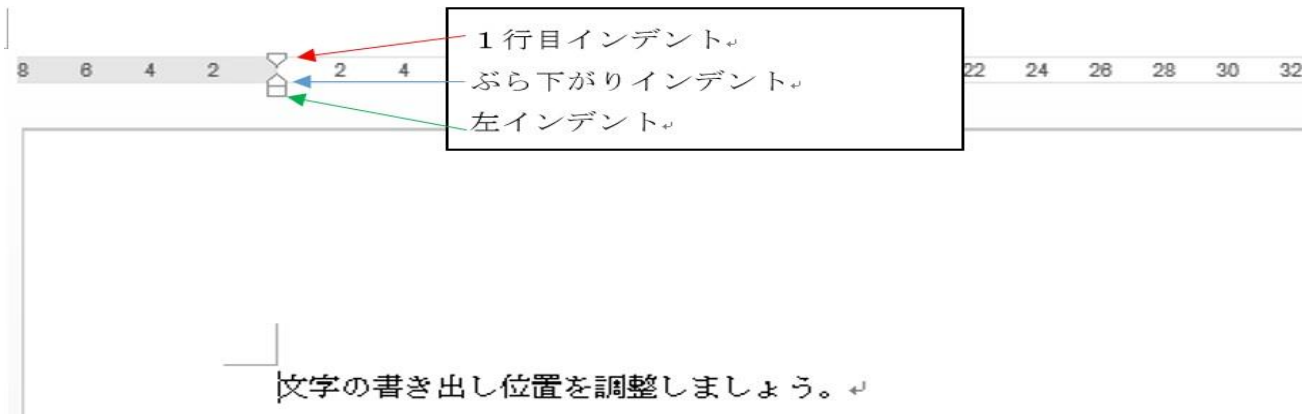 1行目インデント
ぶら下がりインデント
左インデント
8 6 4 2 2 4 22 24 26 28 30 32
文字の書き出し位置を調整しましょう。